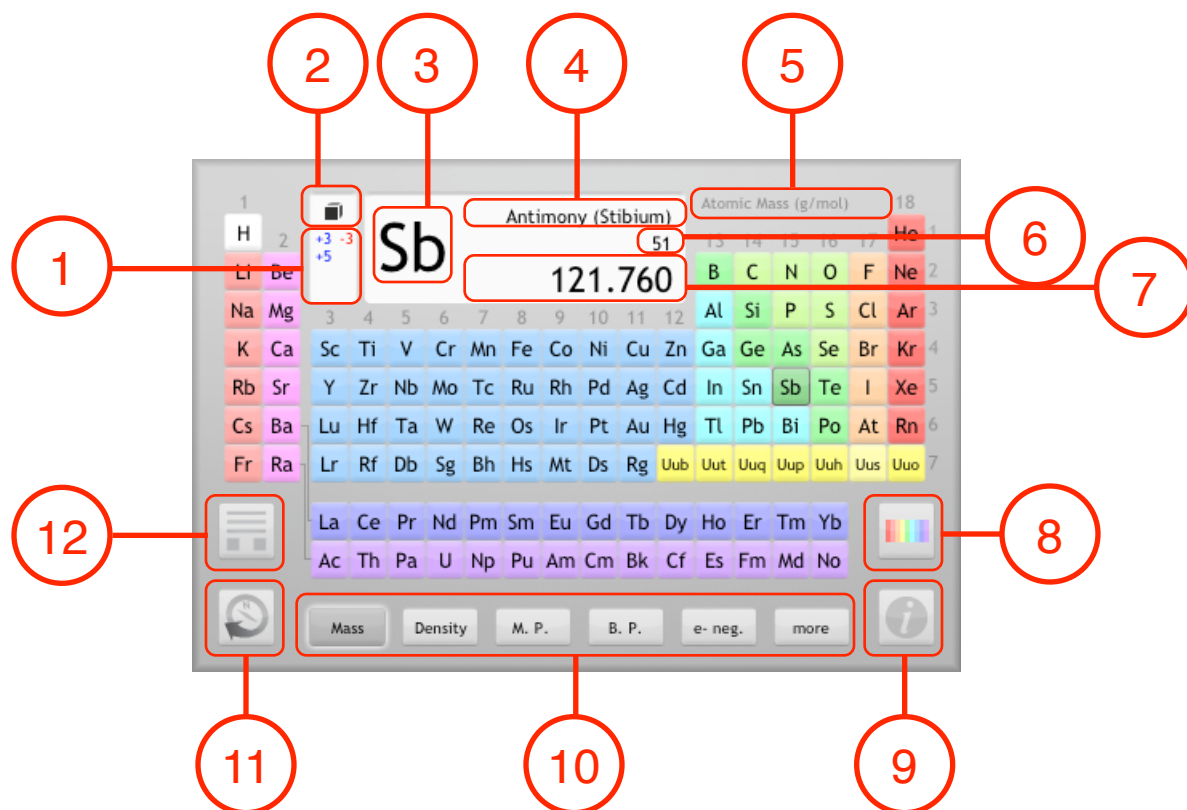 2 3 4 5
1 Atomic Mass (g/mol) 18
Antimony (Stibium)
H 2 +3 -3 Sb 51 13 14 15 16 17 He 1 6
1 +5
Li Be 121.760 B C N O F Ne 2 7
Na Mg 3 4 5 6 7 8 9 10 11 12 Al Si P S Cl Ar 3
K Ca Sc Ti V Cr Mn Fe Co Ni Cu Zn Ga Ge As Se Br Kr 4
Rb Sr Y Zr Nb Mo Tc Ru Rh Pd Ag Cd In Sn Sb Te I Xe 5
Cs Ba Lu Hf Ta W Re Os Ir Pt Au Hg Tl Pb Bi Po At Rn 6
Fr Ra Lr Rf Db Sg Bh Hs Mt Ds Rg Uub Uut Uuq Uup Uuh Uus Uuo 7
La Ce Pr Nd Pm Sm Eu Gd Tb Dy Ho Er Tm Yb
12 8
Ac Th Pa U Np Pu Am Cm Bk Cf Es Fm Md No
N Mass Density M. P. B. P. e- neg. more i
11 10 9